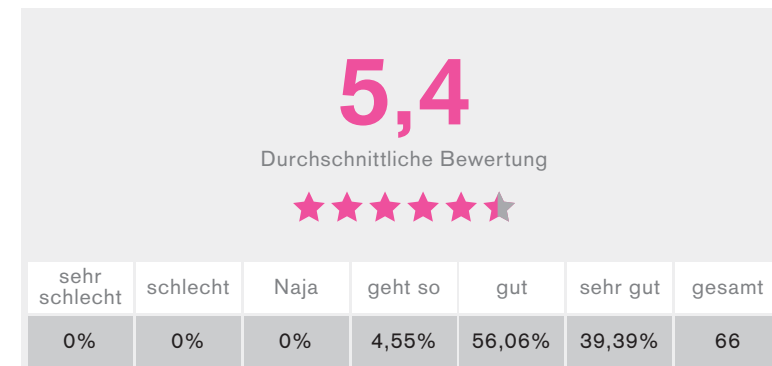 5,4
Durchschnittliche Bewertung
sehr schlecht schlecht Naja geht so gut sehr gut gesamt
0% 0% 0% 4,55% 56,06% 39,39% 66